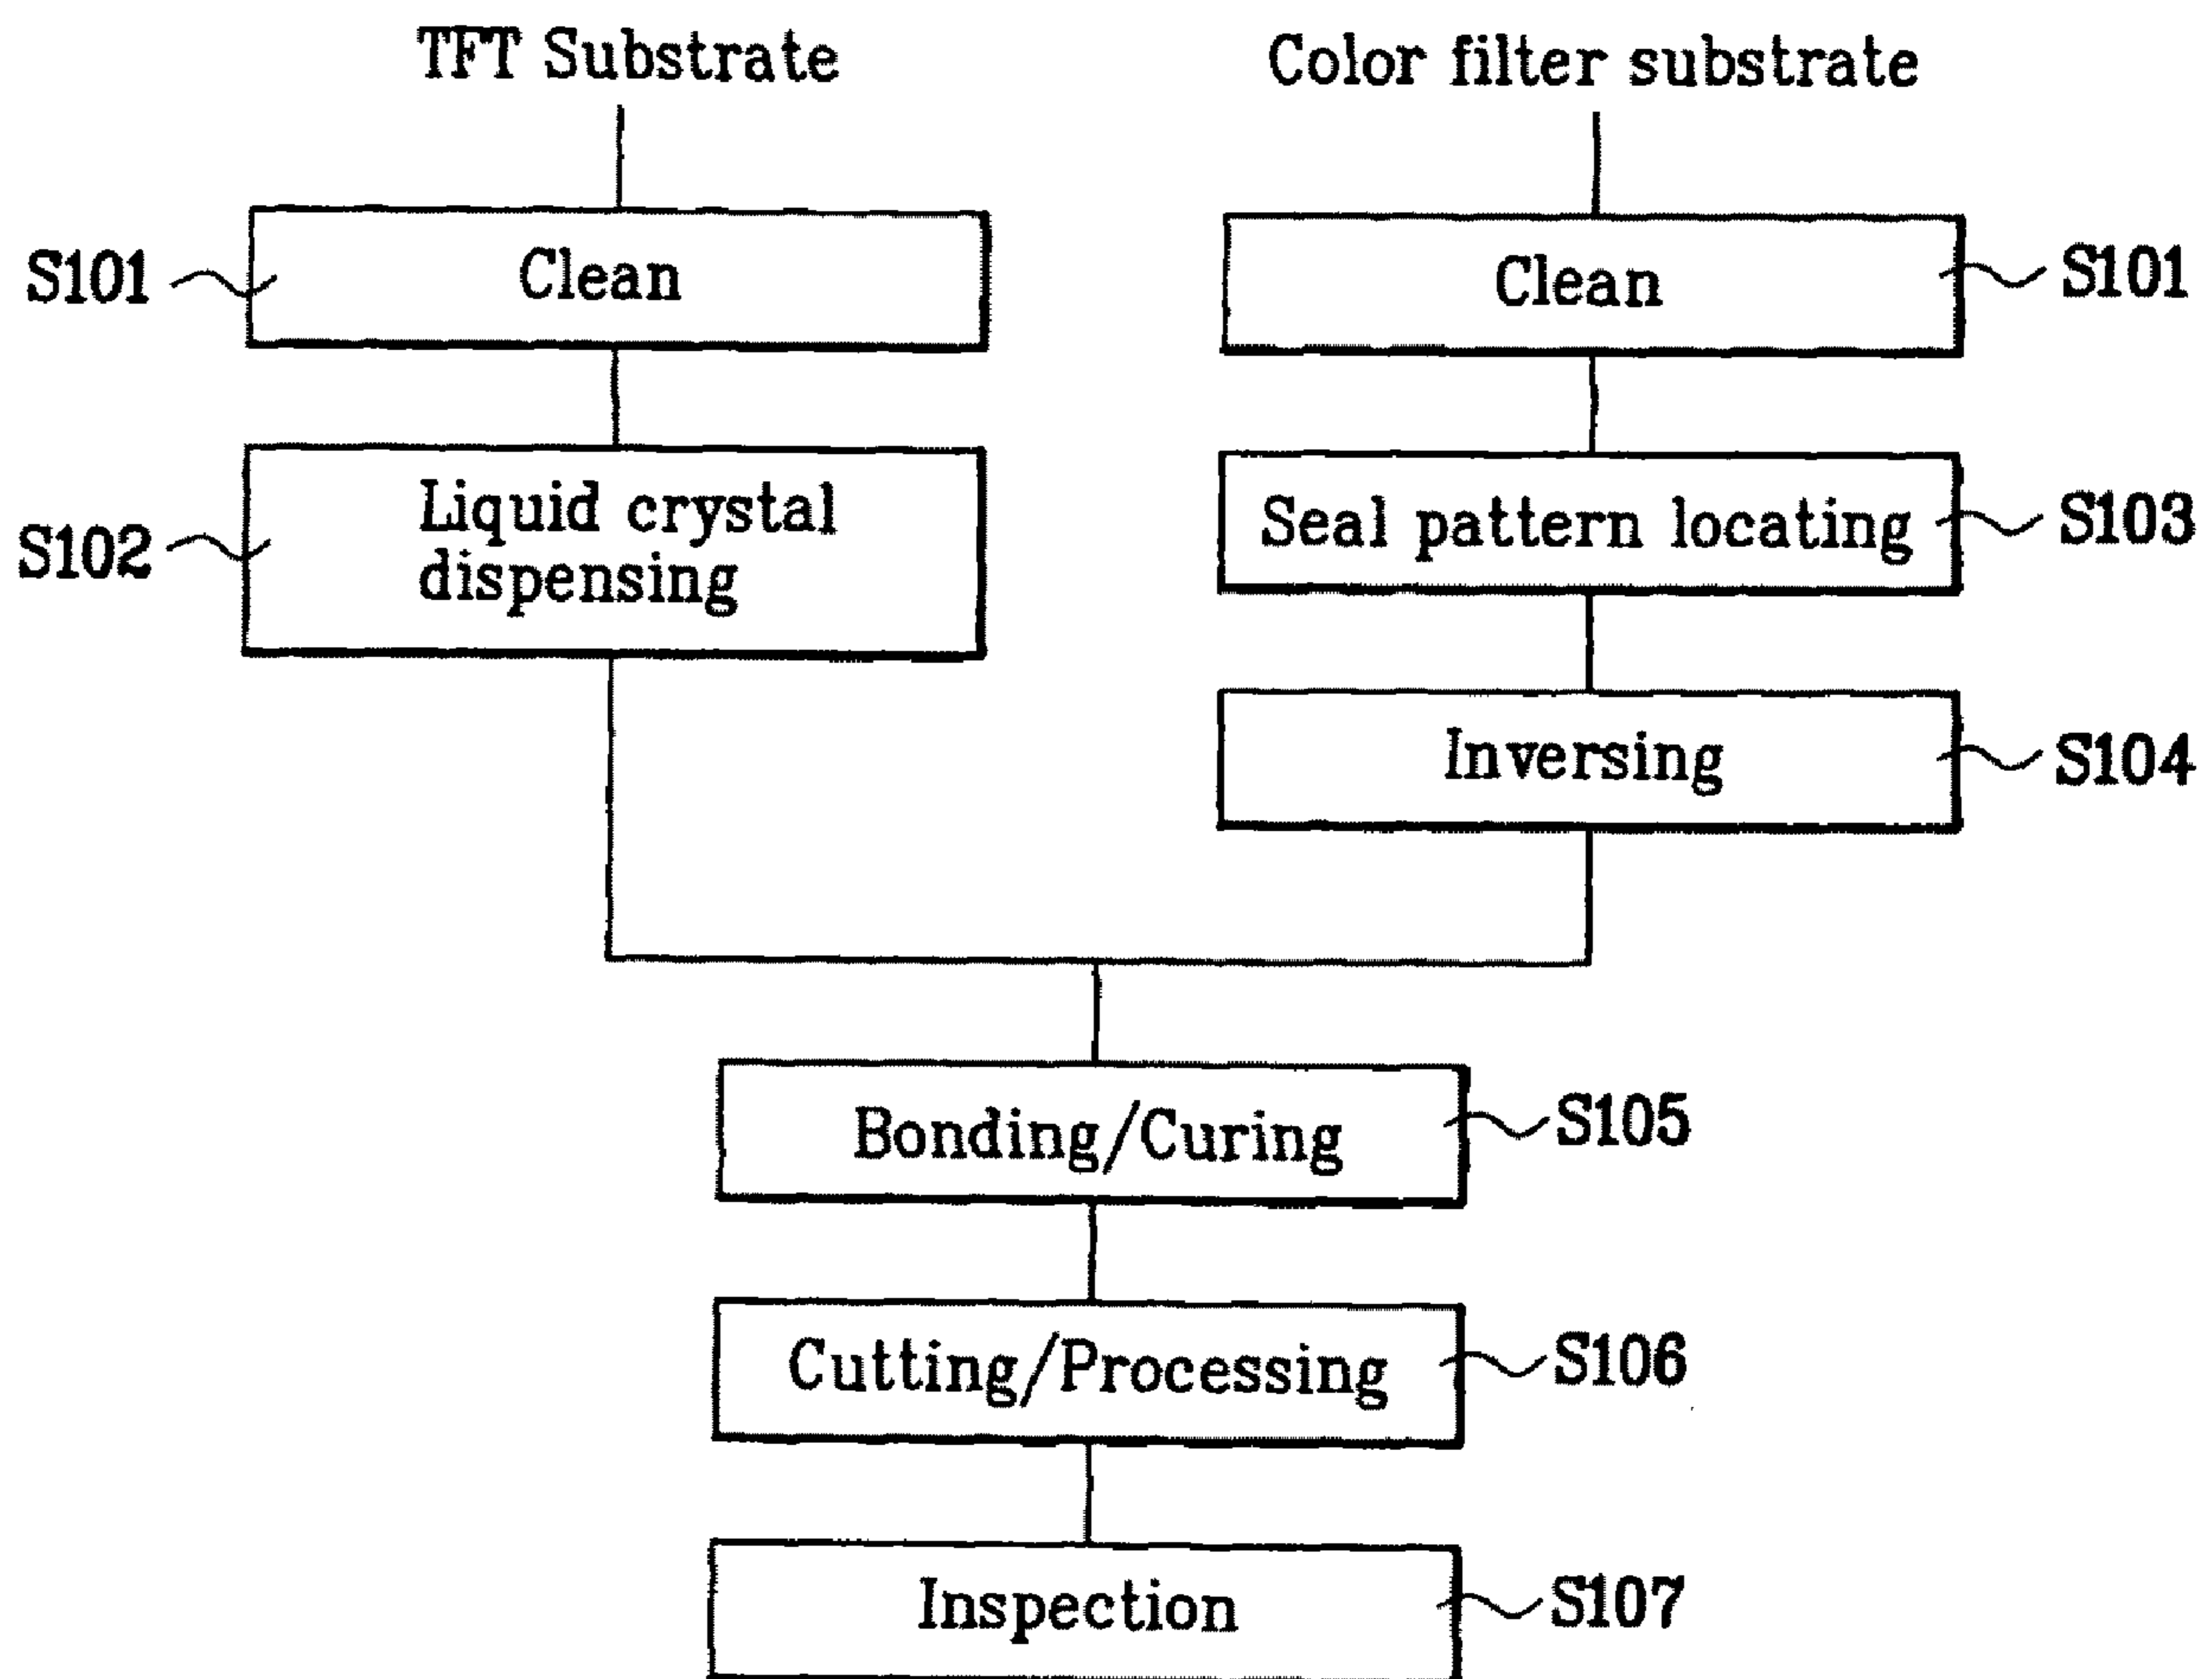 TFT Substrate
Color filter substrate
S101
Clean
Clean
S101
S102
Liquid crystal
dispensing
Seal pattern locating
S103
Inversing
S104
Bonding/Curing
S105
Cutting/Processing
S106
Inspection
S107